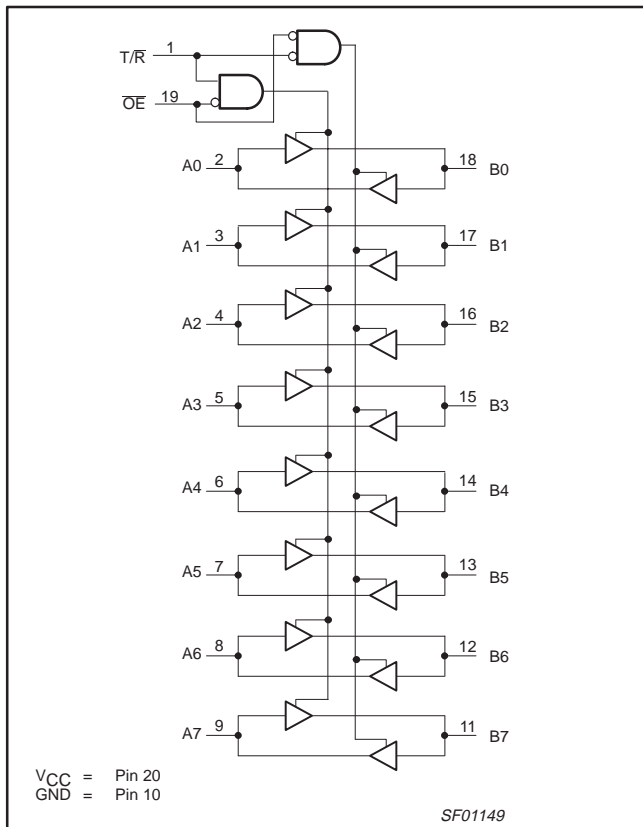 T/R̅ 1
O̅E̅ 19
A0 2 18 B0
A1 3 17 B1
A2 4 16 B2
A3 5 15 B3
A4 6 14 B4
A5 7 13 B5
A6 8 12 B6
A7 9 11 B7
VCC = Pin 20
GND = Pin 10
SF01149